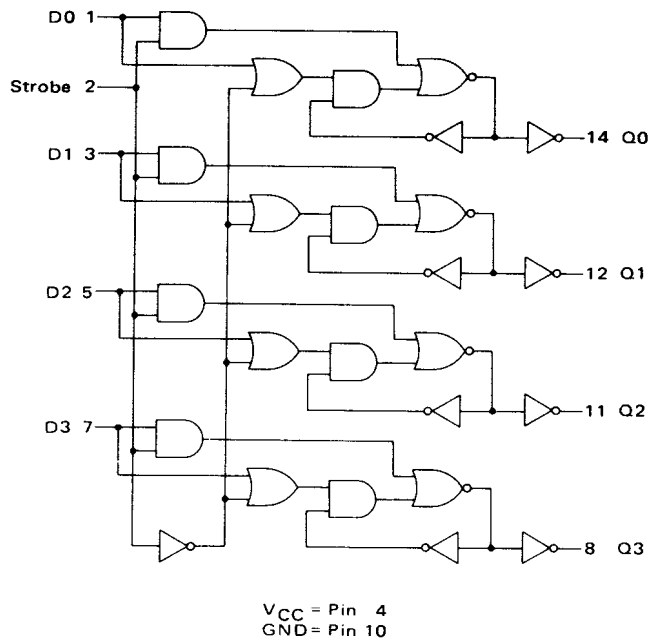 D0 1
Strobe 2
14 Q0
D1 3
12 Q1
D2 5
11 Q2
D3 7
8 Q3
VCC = Pin 4
GND = Pin 10